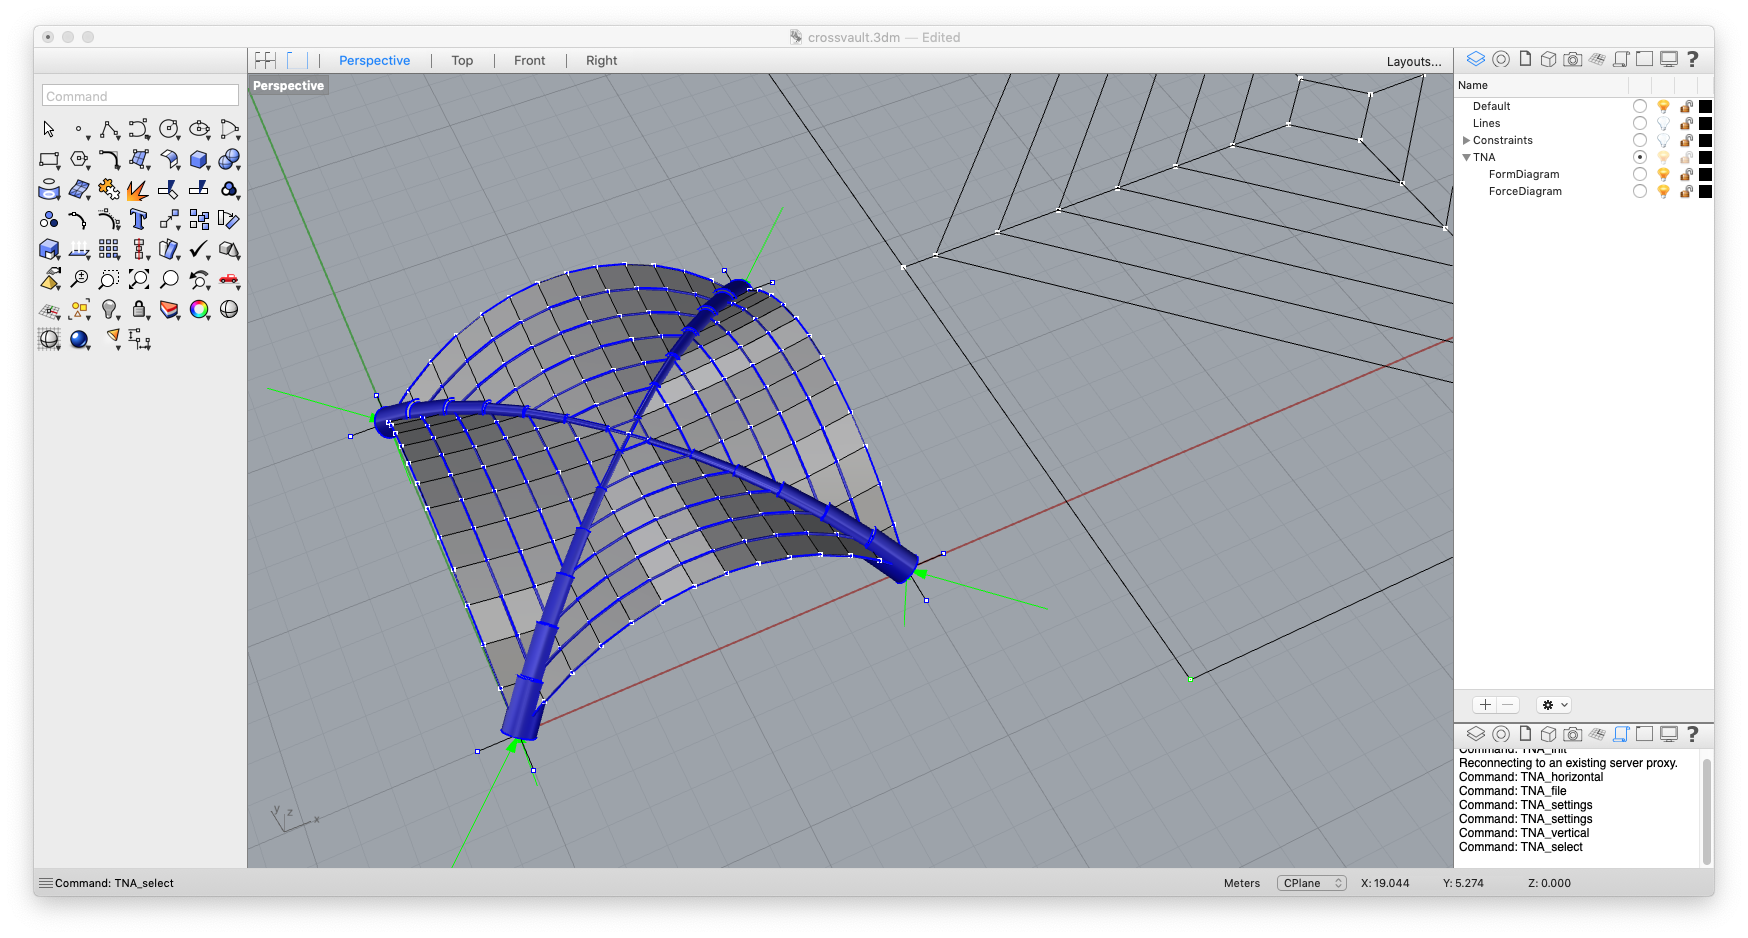 crossvault.3dm — Edited
Perspective
Top
Front
Right
Layouts...
Command
Perspective
Name
Default
Lines
Constraints
TNA
FormDiagram
ForceDiagram
y
z
x
Command: TNA_init
Reconnecting to an existing server proxy.
Command: TNA_horizontal
Command: TNA_file
Command: TNA_settings
Command: TNA_settings
Command: TNA_vertical
Command: TNA_select
Command: TNA_select
Meters
CPlane
X: 19.044
Y: 5.274
Z: 0.000